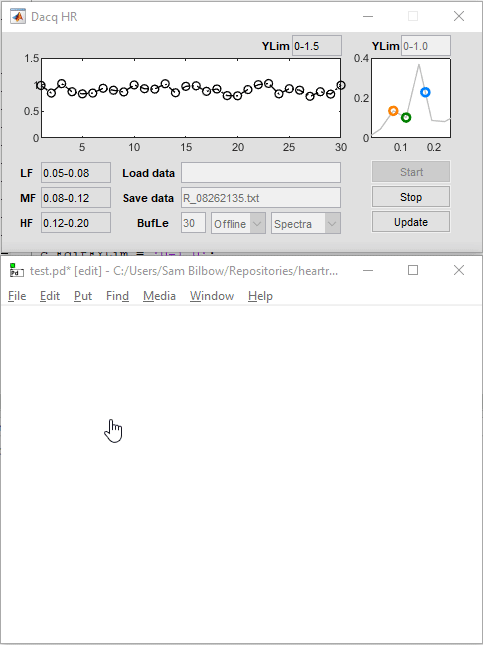 Dacq HR
YLim 0-1.5 YLim 0-1.0
1.5 0.4
1 0.2
0.5
0 0
5 10 15 20 25 30 0.1 0.2
LF 0.05-0.08 Load data Start
MF 0.08-0.12 Save data R_08262135.txt Stop
HF 0.12-0.20 BufLe 30 Offline Spectra Update
test.pd* [edit] - C:/Users/Sam Bilbow/Repositories/heartr...
File Edit Put Find Media Window Help